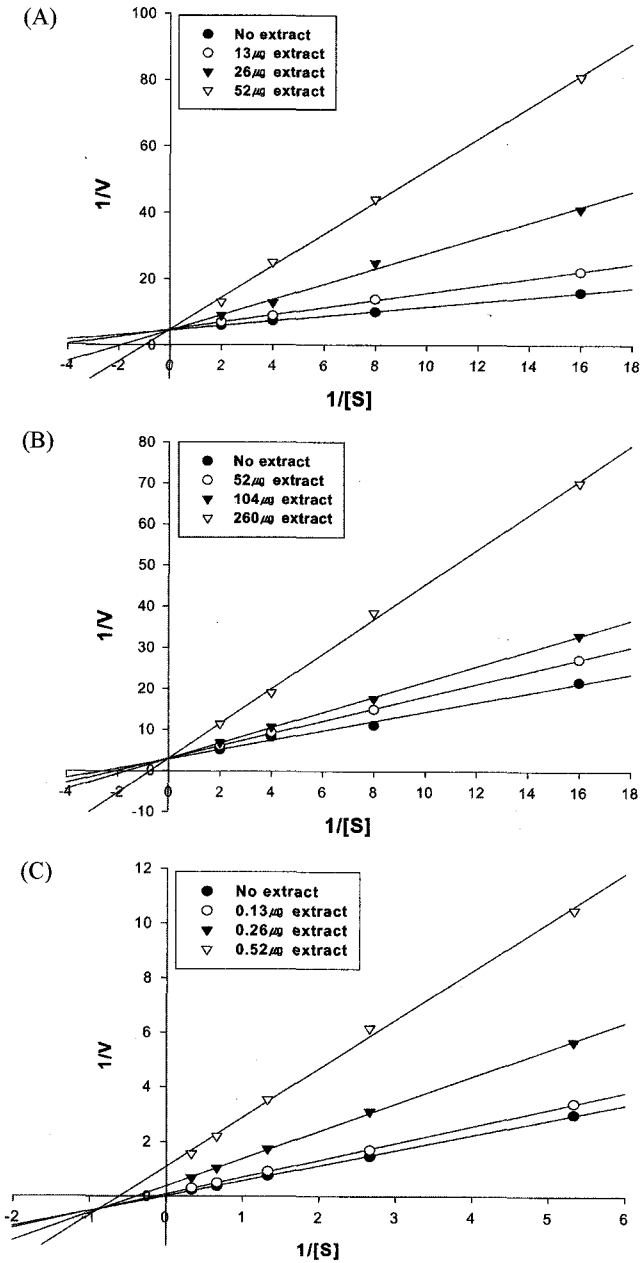 (A)
No extract
13㎍ extract
26㎍ extract
52㎍ extract
100
80
60
40
20
0
1/V
-4 -2 0 2 4 6 8 10 12 14 16 18
1/[S]
(B)
No extract
52㎍ extract
104㎍ extract
260㎍ extract
80
70
60
50
40
30
20
10
0
-10
1/V
-4 -2 0 2 4 6 8 10 12 14 16 18
1/[S]
(C)
No extract
0.13㎍ extract
0.26㎍ extract
0.52㎍ extract
12
10
8
6
4
2
0
1/V
-2 -1 0 1 2 3 4 5 6
1/[S]